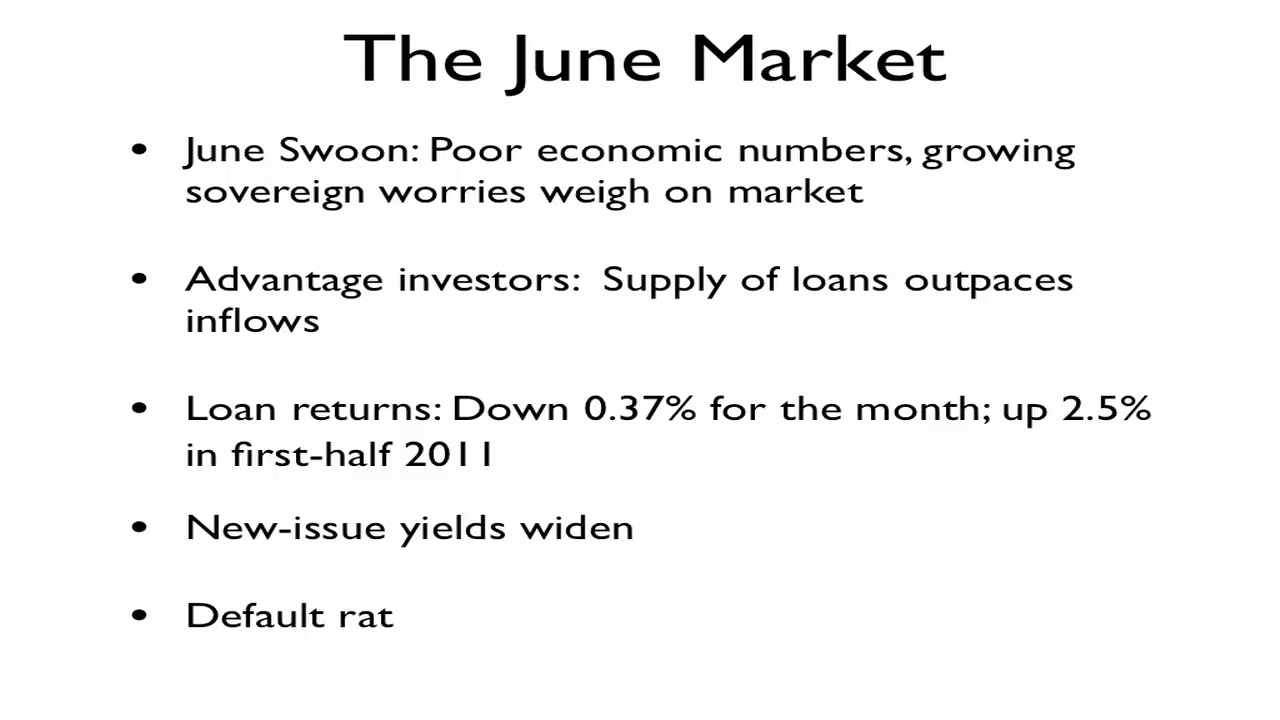 The June Market
• June Swoon: Poor economic numbers, growing
sovereign worries weigh on market
• Advantage investors:  Supply of loans outpaces
inflows
• Loan returns: Down 0.37% for the month; up 2.5%
in first-half 2011
• New-issue yields widen
• Default rat